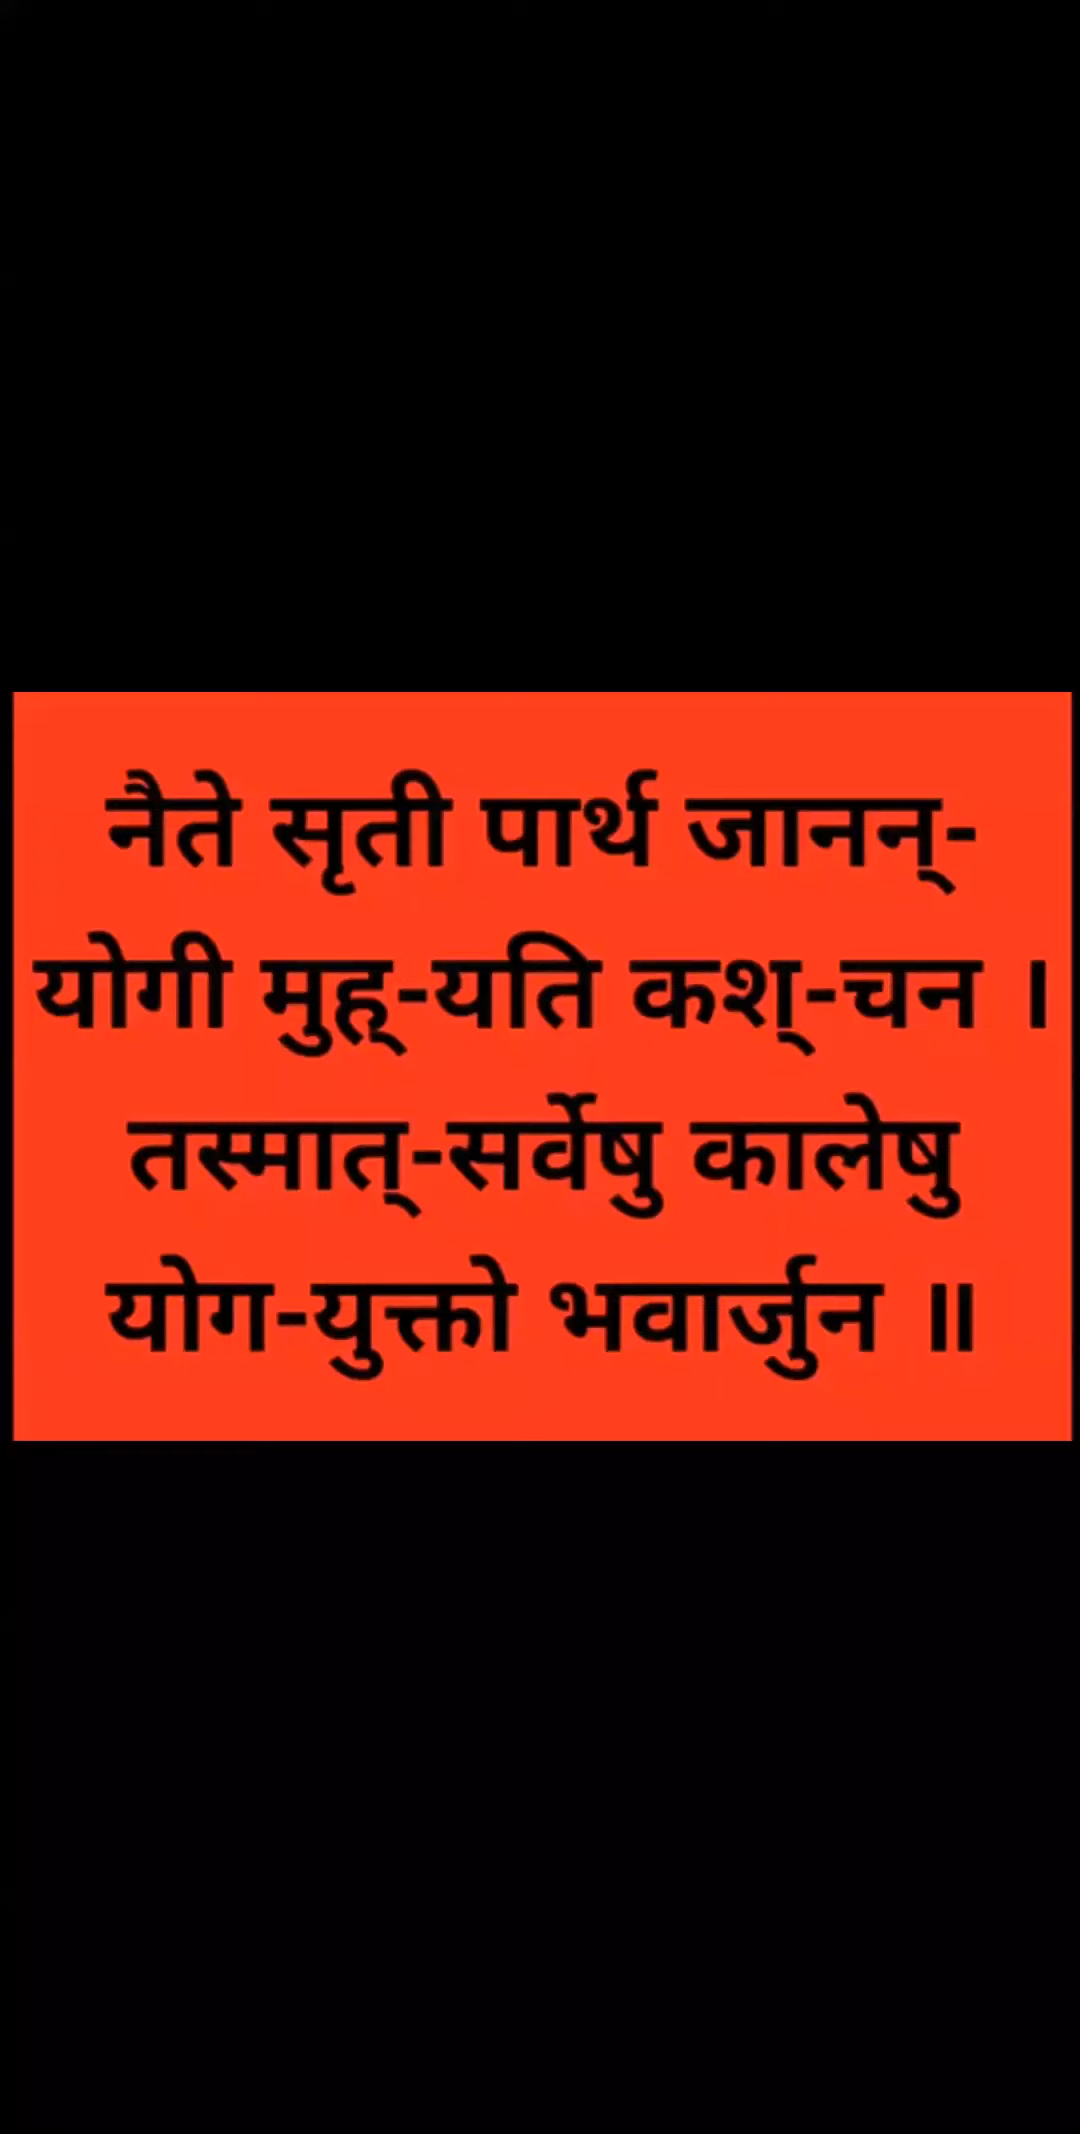 नैते सृती पार्थ जानन्-
योगी मुह्-यति कश्-चन ।
तस्मात्-सर्वेषु कालेषु
योग-युक्तो भवार्जुन ॥